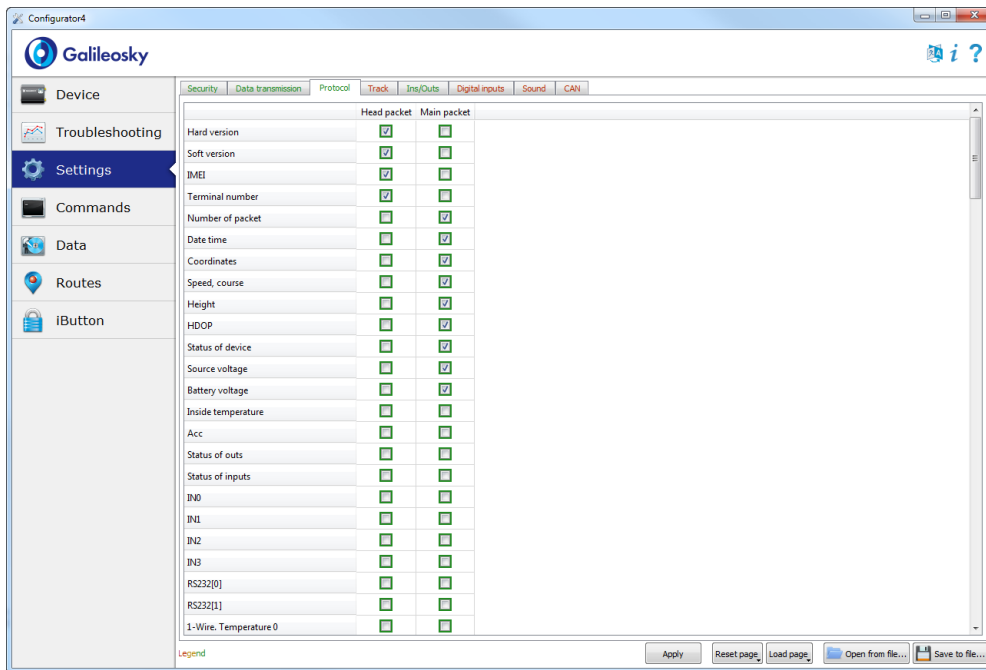 Configurator4
Galileosky
i ?
Device
Troubleshooting
Settings
Commands
Data
Routes
iButton
Security Data transmission Protocol Track Ins/Outs Digital inputs Sound CAN
Head packet Main packet
Hard version
Soft version
IMEI
Terminal number
Number of packet
Date time
Coordinates
Speed, course
Height
HDOP
Status of device
Source voltage
Battery voltage
Inside temperature
Acc
Status of outs
Status of inputs
IN0
IN1
IN2
IN3
RS232[0]
RS232[1]
1-Wire. Temperature 0
Legend
Apply Reset page Load page Open from file... Save to file...